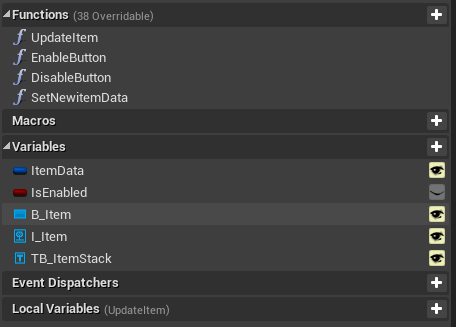 Functions (38 Overridable)
UpdateItem
EnableButton
DisableButton
SetNewitemData
Macros
Variables
ItemData
IsEnabled
B_Item
I_Item
TB_ItemStack
Event Dispatchers
Local Variables (UpdateItem)